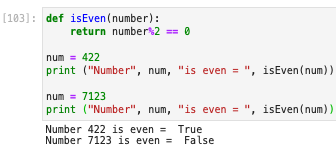 [103]: def isEven(number):
    return number%2 == 0

num = 422
print ("Number", num, "is even = ", isEven(num))

num = 7123
print ("Number", num, "is even = ", isEven(num))
Number 422 is even =  True
Number 7123 is even =  False